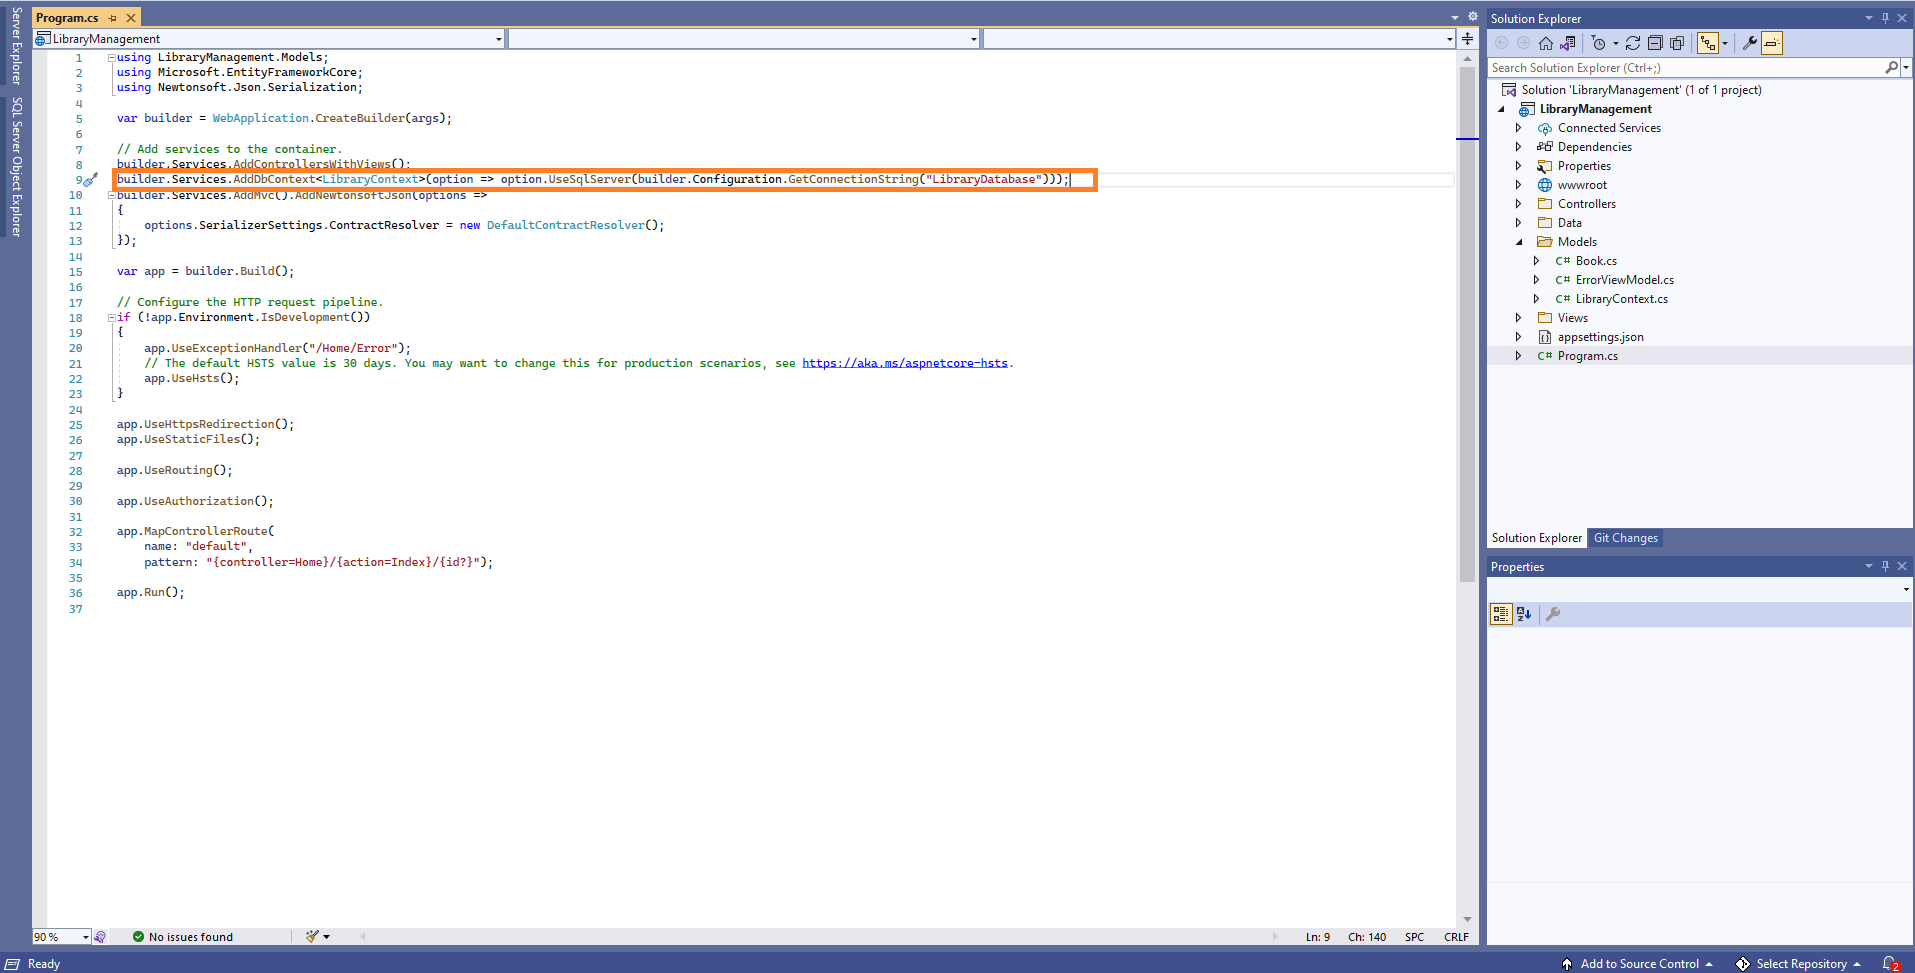 Server Explorer
SQL Server Object Explorer
Program.cs
LibraryManagement
1 using LibraryManagement.Models;
2 using Microsoft.EntityFrameworkCore;
3 using Newtonsoft.Json.Serialization;
4
5 var builder = WebApplication.CreateBuilder(args);
6
7 // Add services to the container.
8 builder.Services.AddControllersWithViews();
9 builder.Services.AddDbContext<LibraryContext>(option => option.UseSqlServer(builder.Configuration.GetConnectionString("LibraryDatabase")));
10 builder.Services.AddMvc().AddNewtonsoftJson(options =>
11 {
12 options.SerializerSettings.ContractResolver = new DefaultContractResolver();
13 });
14
15 var app = builder.Build();
16
17 // Configure the HTTP request pipeline.
18 if (!app.Environment.IsDevelopment())
19 {
20 app.UseExceptionHandler("/Home/Error");
21 // The default HSTS value is 30 days. You may want to change this for production scenarios, see https://aka.ms/aspnetcore-hsts.
22 app.UseHsts();
23 }
24
25 app.UseHttpsRedirection();
26 app.UseStaticFiles();
27
28 app.UseRouting();
29
30 app.UseAuthorization();
31
32 app.MapControllerRoute(
33 name: "default",
34 pattern: "{controller=Home}/{action=Index}/{id?}");
35
36 app.Run();
37
90 %
No issues found
Ln: 9 Ch: 140 SPC CRLF
Solution Explorer
Search Solution Explorer (Ctrl+;)
Solution 'LibraryManagement' (1 of 1 project)
LibraryManagement
Connected Services
Dependencies
Properties
wwwroot
Controllers
Data
Models
C# Book.cs
C# ErrorViewModel.cs
C# LibraryContext.cs
Views
appsettings.json
C# Program.cs
Solution Explorer Git Changes
Properties
Ready
Add to Source Control
Select Repository
2